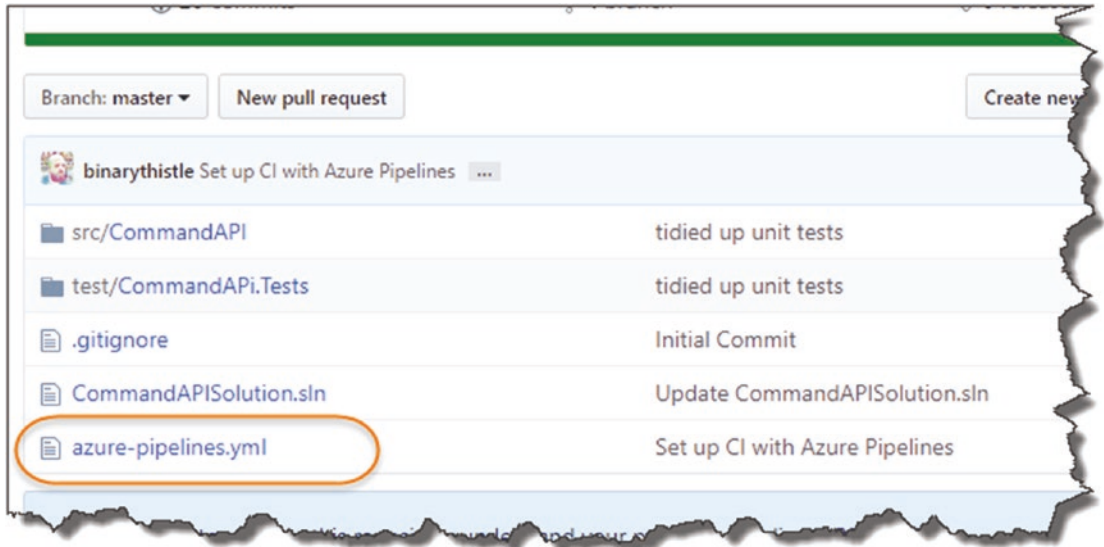 Branch: master
New pull request
Create new
binarythistle Set up CI with Azure Pipelines ...
src/CommandAPI tidied up unit tests
test/CommandAPi.Tests tidied up unit tests
.gitignore Initial Commit
CommandAPISolution.sln Update CommandAPISolution.sln
azure-pipelines.yml Set up CI with Azure Pipelines